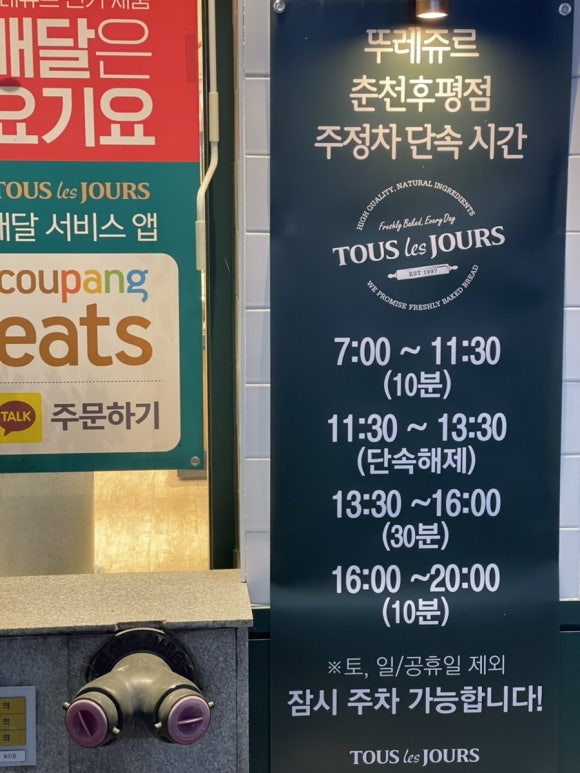 배달은
요기요
TOUS les JOURS
배달 서비스 앱
coupang
eats
TALK 주문하기
뚜레쥬르
춘천후평점
주정차 단속 시간
HIGH QUALITY, NATURAL INGREDIENTS
Freshly Baked, Every Day
TOUS les JOURS
EST 1997
WE PROMISE FRESHLY BAKED BREAD
7:00 ~ 11:30
(10분)
11:30 ~ 13:30
(단속해제)
13:30 ~16:00
(30분)
16:00 ~20:00
(10분)
※토, 일/공휴일 제외
잠시 주차 가능합니다!
TOUS les JOURS